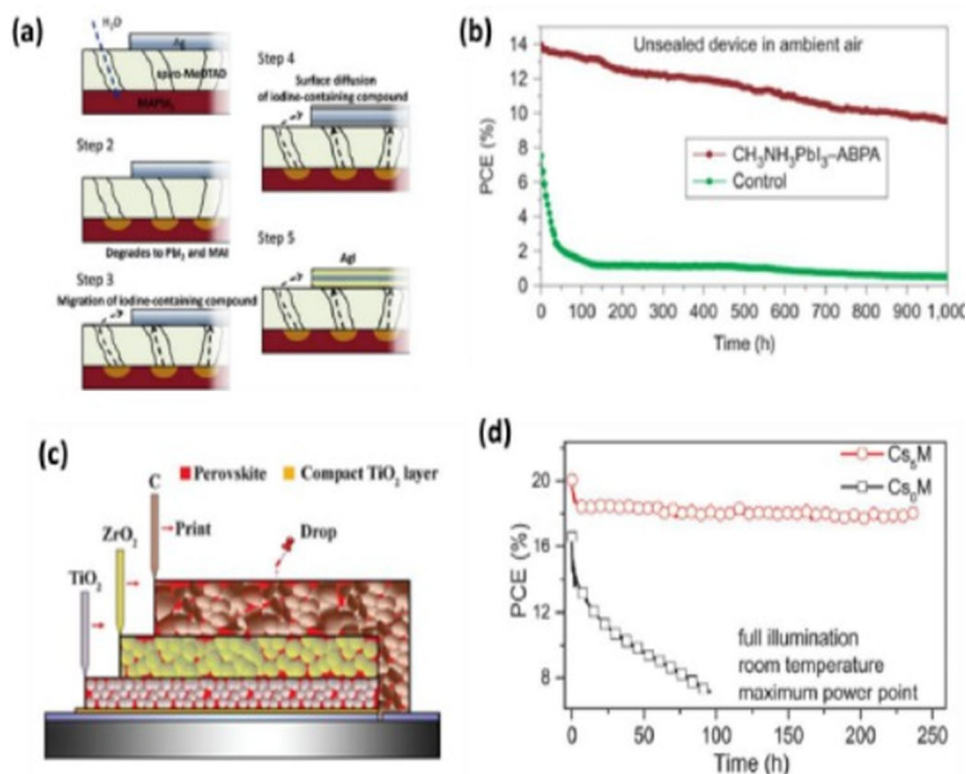 (a)
H₂O
Ag
spiro-MeOTAD
MAPbI₃
Step 2
Degrades to PbI₂ and MAI
Step 3
Migration of iodine-containing compound
Step 4
Surface diffusion
of iodine-containing compound
Step 5
AgI
(b)
Unsealed device in ambient air
CH₃NH₃PbI₃–ABPA
Control
PCE (%)
14
12
10
8
6
4
2
0
0 100 200 300 400 500 600 700 800 900 1,000
Time (h)
(c)
Perovskite Compact TiO₂ layer
C
Print
Drop
ZrO₂
TiO₂
(d)
Cs₅M
Cs₀M
PCE (%)
20
16
12
8
full illumination
room temperature
maximum power point
0 50 100 150 200 250
Time (h)